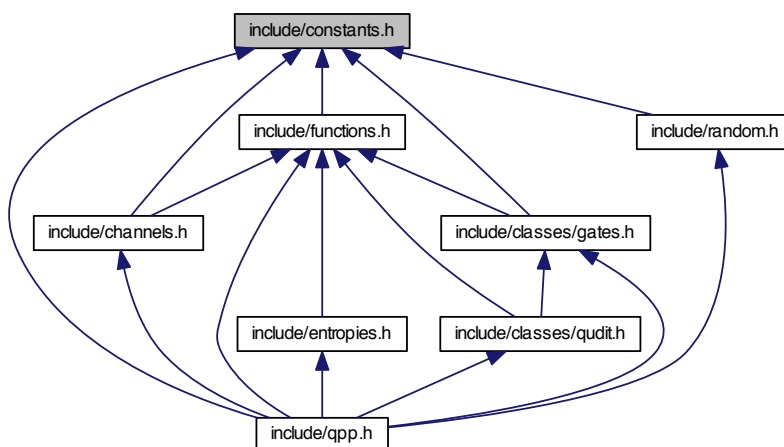 include/constants.h
include/functions.h
include/random.h
include/channels.h
include/classes/gates.h
include/entropies.h
include/classes/qudit.h
include/qpp.h